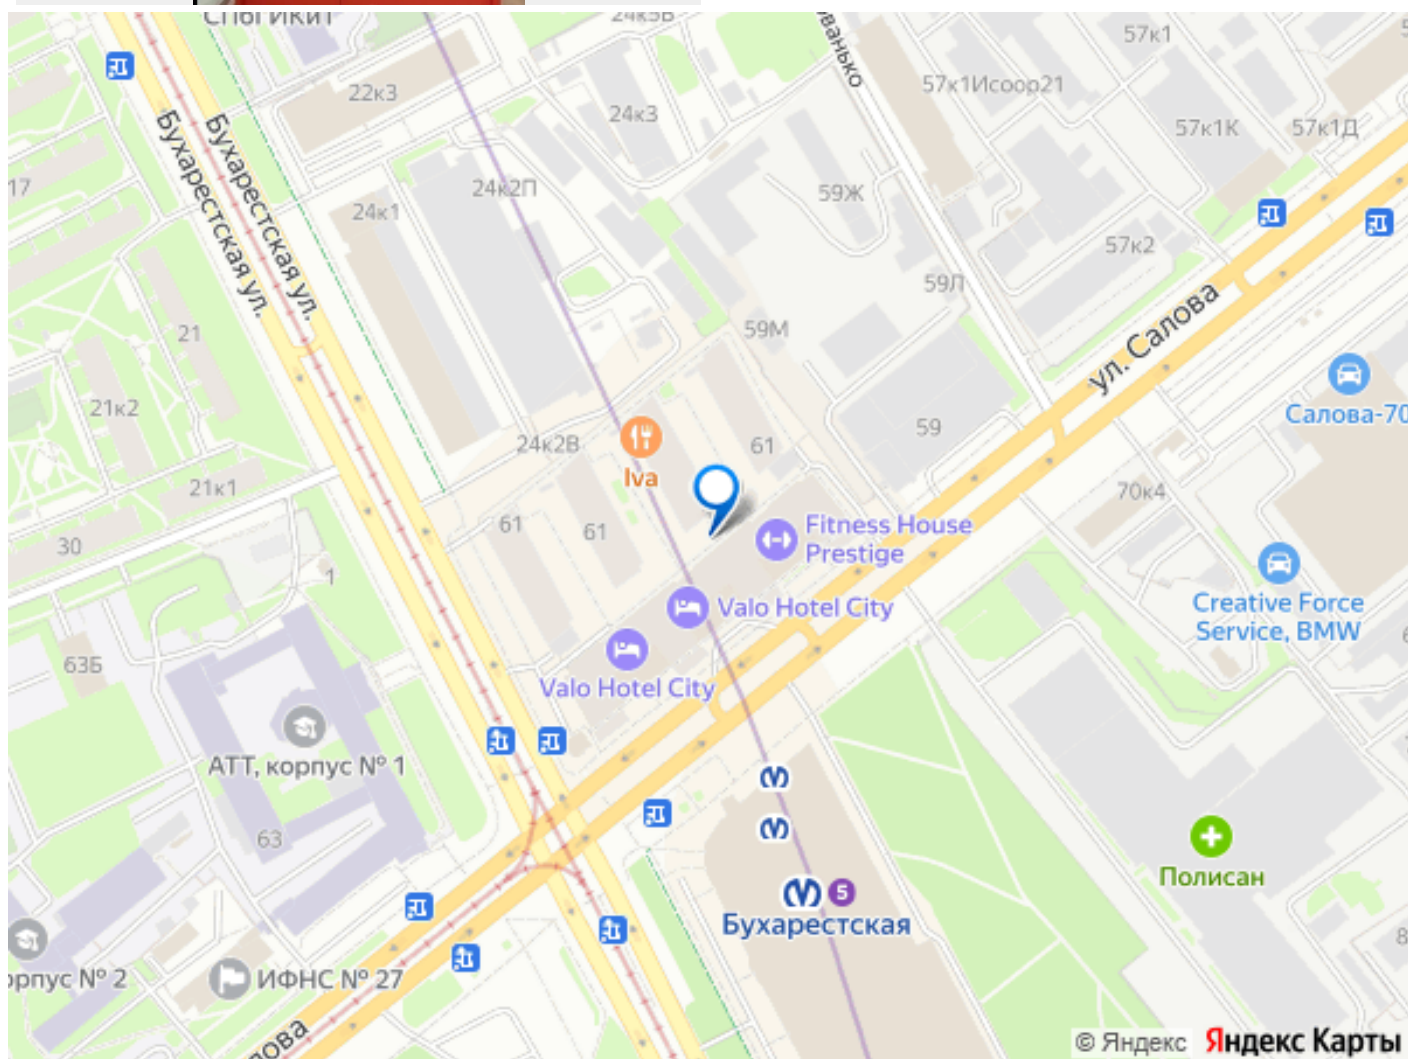 СПбГИКиТ
24к5В
57к1
22к3
24к3
57к1Исоор21
57к1К
57к1Д
Бухарестская ул.
Бухарестская ул.
17
24к1
24к2П
59Ж
57к2
59Л
59М
ул. Салова
21
21к2
24к2В
Iva
61
59
Салова-70
21к1
30
61
61
Fitness House
Prestige
70к4
1
Valo Hotel City
Creative Force
Service, BMW
63Б
Valo Hotel City
АТТ, корпус № 1
63
Полисан
5
Бухарестская
орпус № 2
ИФНС № 27
8
© Яндекс
Яндекс Карты